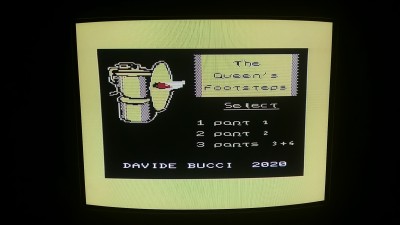 The
Queen's
Footsteps
Select
1 part 1
2 part 2
3 parts 3+4
DAVIDE BUCCI 2020